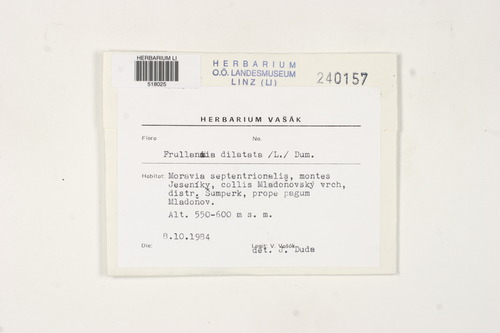 HERBARIUM LI
518025
HERBARIUM
O.Ö. LANDESMUSEUM
LINZ (LI)
240157
HERBARIUM VAŠÁK
Flora No
Frullania dilatata /L./ Dum.
Habitat: Moravia septentrionalis, montes
Jeseníky, collis Mladonovský vrch,
distr. Šumperk, prope pagum
Mladoňov.
Alt. 550-600 m s. m.
8.10.1984
Die: Legit: V. Vašák
det. J. Duda